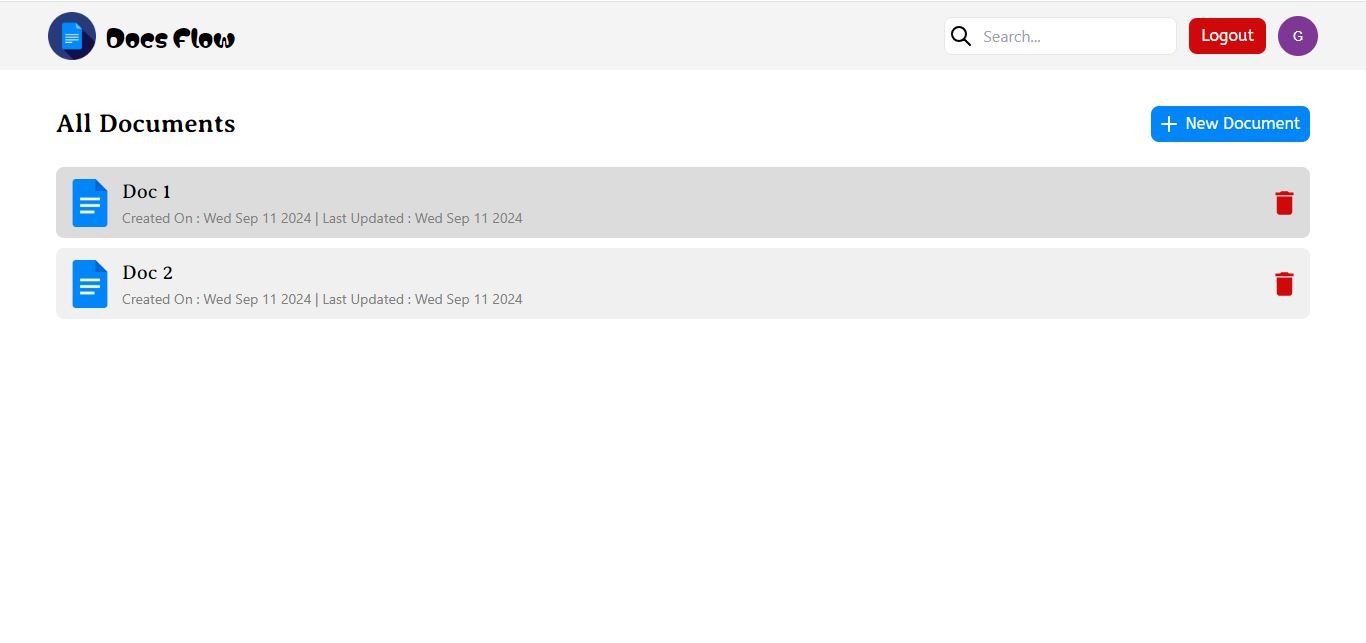 Docs Flow
Search...
Logout
G
All Documents
New Document
Doc 1
Created On : Wed Sep 11 2024 | Last Updated : Wed Sep 11 2024
Doc 2
Created On : Wed Sep 11 2024 | Last Updated : Wed Sep 11 2024